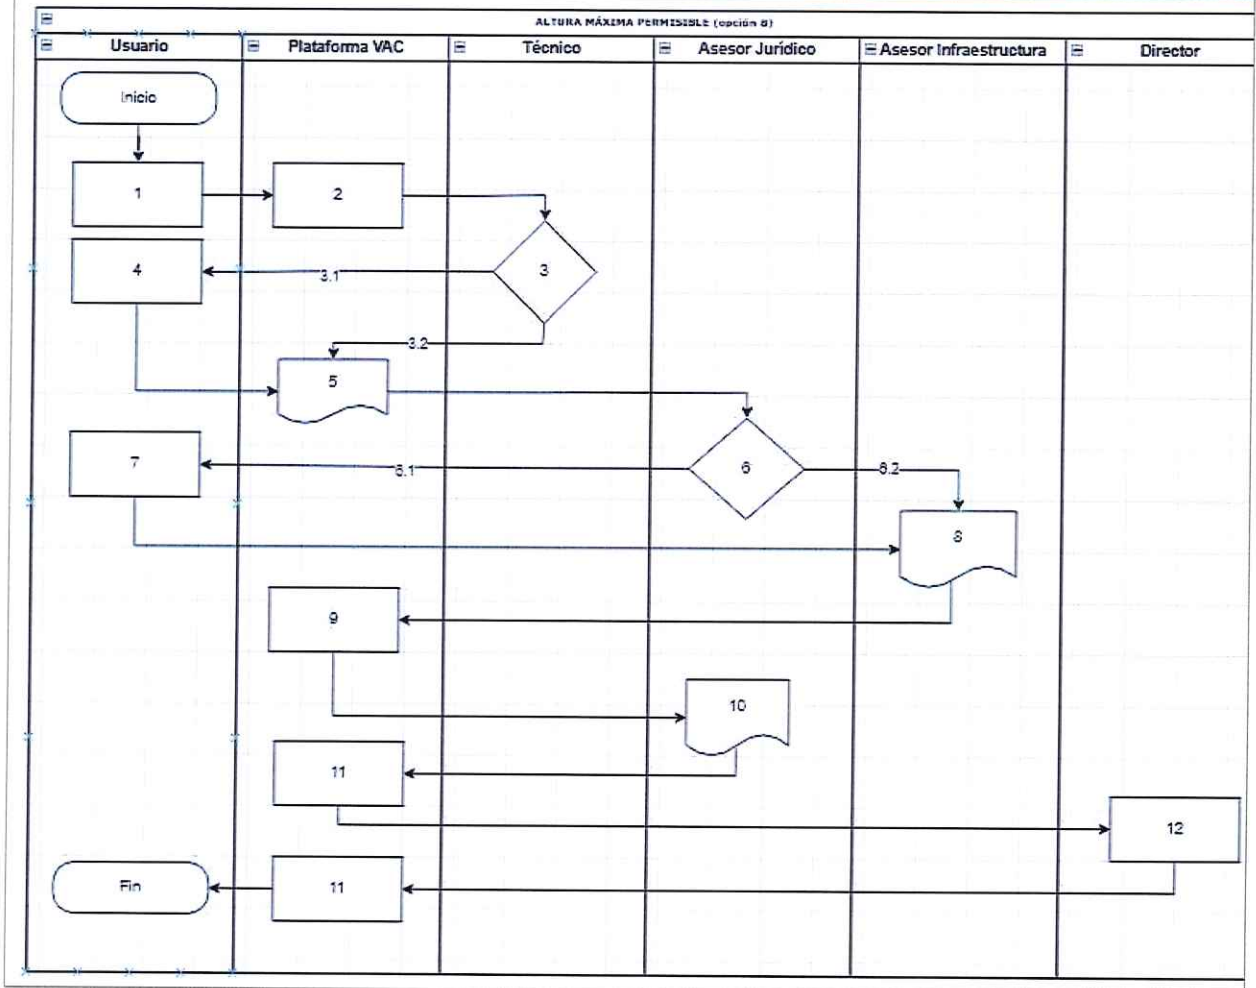 ALTURA MÁXIMA PERMISIBLE (opción 8)
Usuario
Plataforma VAC
Técnico
Asesor Jurídico
Asesor Infraestructura
Director
Inicio
1
2
3
4
3.1
3.2
5
6
7
6.1
6.2
8
9
10
11
12
Fin
11